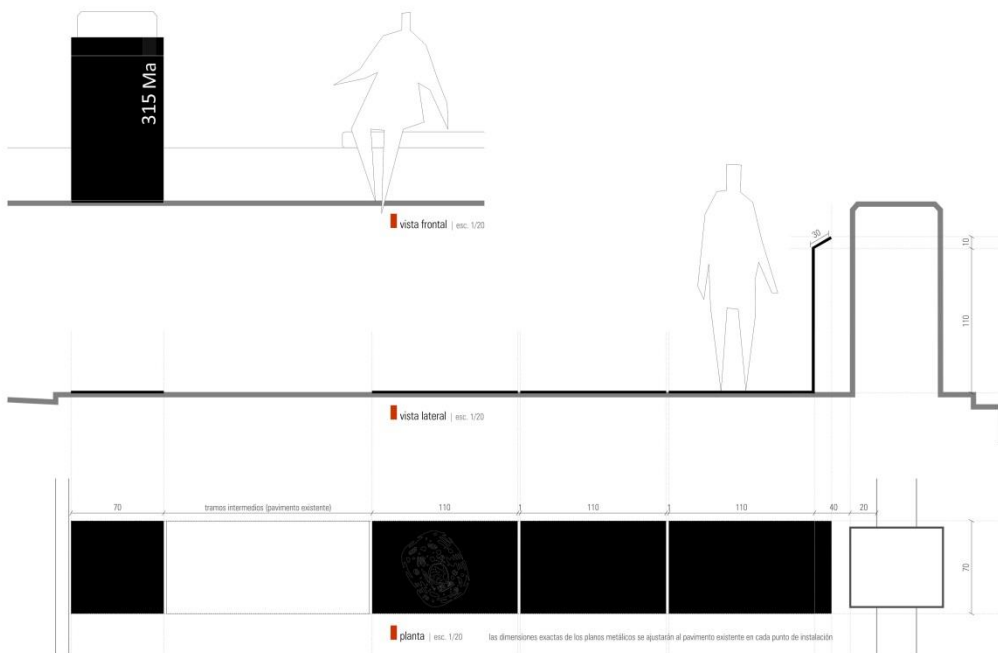 315 Ma
vista frontal | esc. 1/20
30
10
110
vista lateral | esc. 1/20
70 tramos intermedios (pavimento existente) 110 1 110 1 110 40 20
70
planta | esc. 1/20 las dimensiones exactas de los planos metálicos se ajustarán al pavimento existente en cada punto de instalación